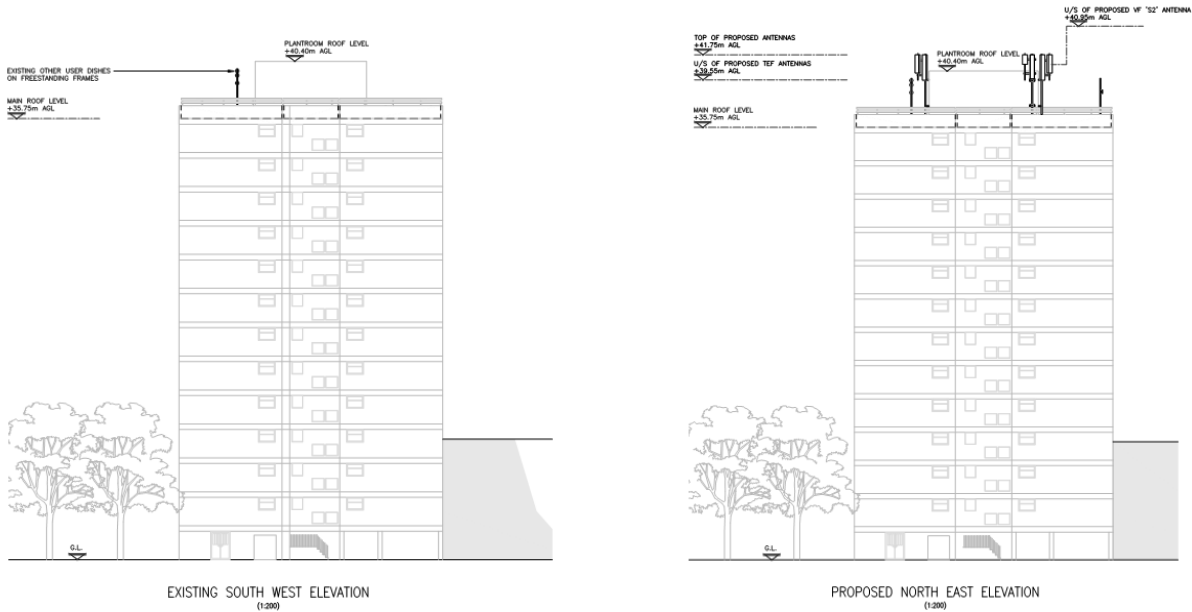 PLANTROOM ROOF LEVEL
+40.40m AGL
EXISTING OTHER USER DISHES
ON FREESTANDING FRAMES
MAIN ROOF LEVEL
+35.75m AGL
G.L.
EXISTING SOUTH WEST ELEVATION
(1:200)
U/S OF PROPOSED VF 'S2' ANTENNA
+40.95m AGL
TOP OF PROPOSED ANTENNAS
+41.75m AGL
U/S OF PROPOSED TEF ANTENNAS
+39.55m AGL
PLANTROOM ROOF LEVEL
+40.40m AGL
MAIN ROOF LEVEL
+35.75m AGL
G.L.
PROPOSED NORTH EAST ELEVATION
(1:200)